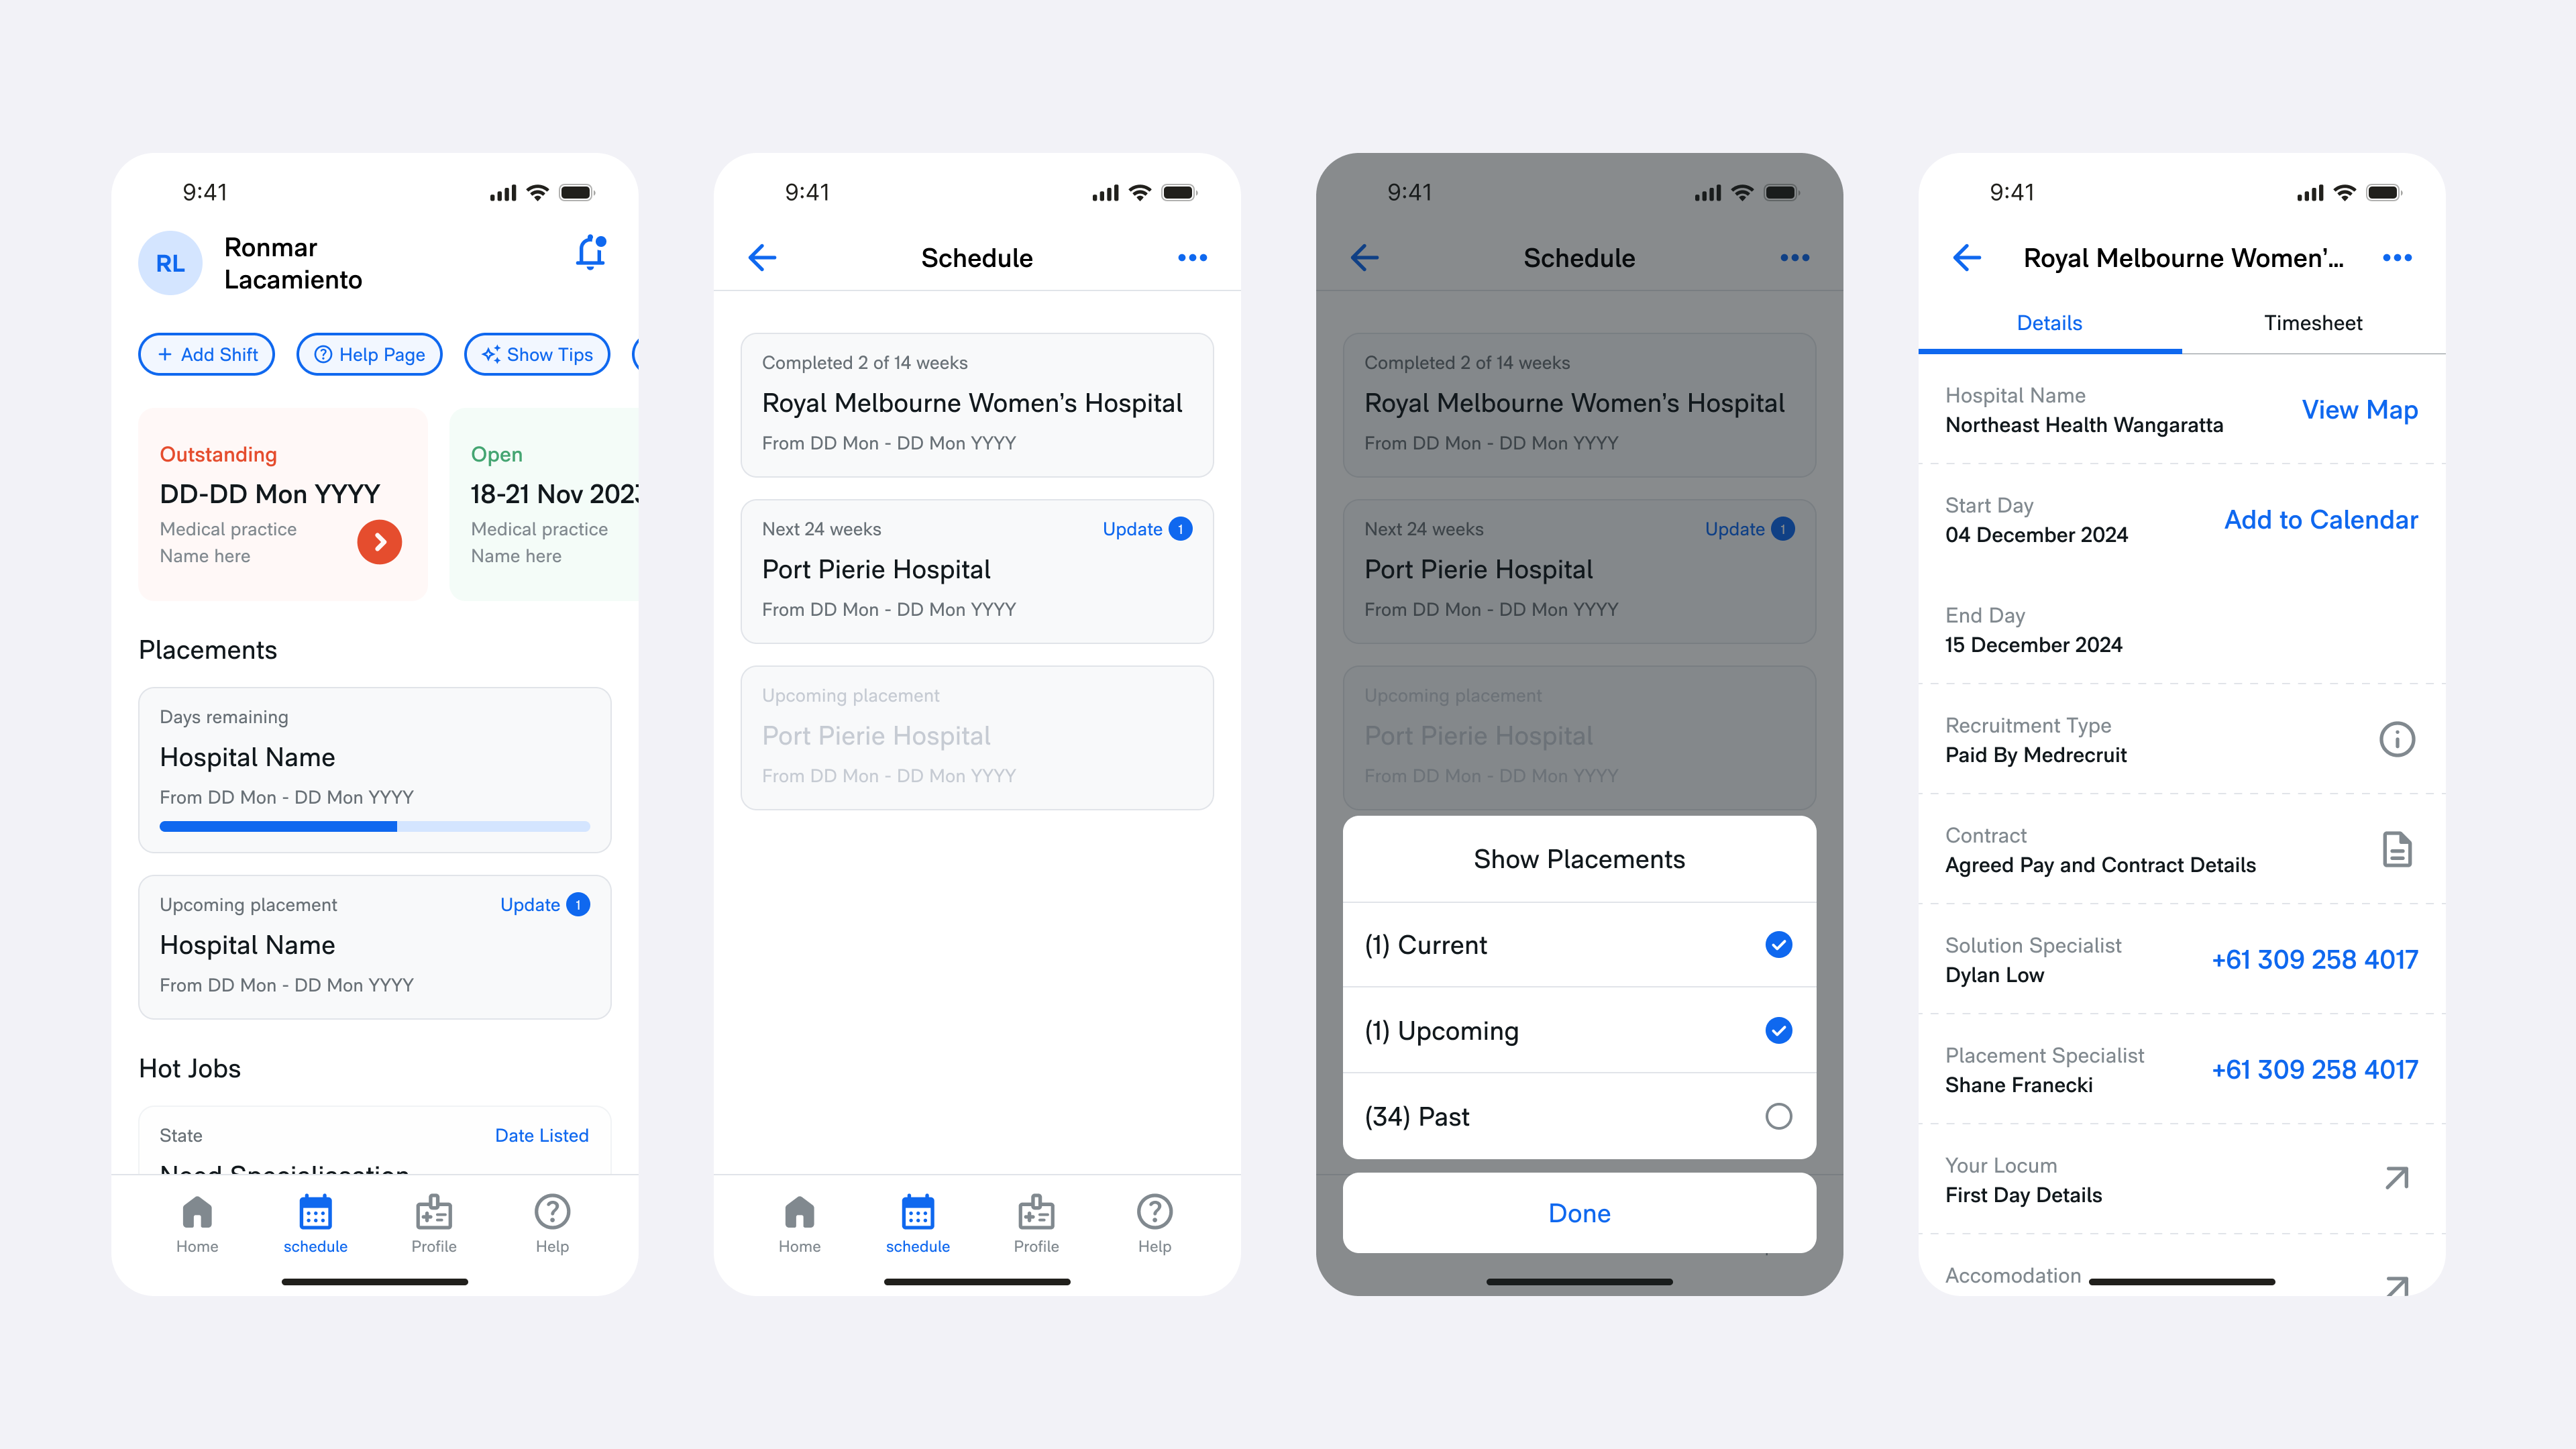 9:41
RL
Ronmar
Lacamiento
+ Add Shift
Help Page
Show Tips
Outstanding
DD-DD Mon YYYY
Medical practice
Name here
Open
18-21 Nov 2023
Medical practice
Name here
Placements
Days remaining
Hospital Name
From DD Mon - DD Mon YYYY
Upcoming placement
Update 1
Hospital Name
From DD Mon - DD Mon YYYY
Hot Jobs
State
Date Listed
Need Specialisastion
Home
schedule
Profile
Help
9:41
Schedule
Completed 2 of 14 weeks
Royal Melbourne Women’s Hospital
From DD Mon - DD Mon YYYY
Next 24 weeks
Update 1
Port Pierie Hospital
From DD Mon - DD Mon YYYY
Upcoming placement
Port Pierie Hospital
From DD Mon - DD Mon YYYY
Home
schedule
Profile
Help
9:41
Schedule
Completed 2 of 14 weeks
Royal Melbourne Women’s Hospital
From DD Mon - DD Mon YYYY
Next 24 weeks
Update 1
Port Pierie Hospital
From DD Mon - DD Mon YYYY
Upcoming placement
Port Pierie Hospital
From DD Mon - DD Mon YYYY
Show Placements
(1) Current
(1) Upcoming
(34) Past
Done
9:41
Royal Melbourne Women’...
Details
Timesheet
Hospital Name
Northeast Health Wangaratta
View Map
Start Day
04 December 2024
Add to Calendar
End Day
15 December 2024
Recruitment Type
Paid By Medrecruit
Contract
Agreed Pay and Contract Details
Solution Specialist
Dylan Low
+61 309 258 4017
Placement Specialist
Shane Franecki
+61 309 258 4017
Your Locum
First Day Details
Accomodation